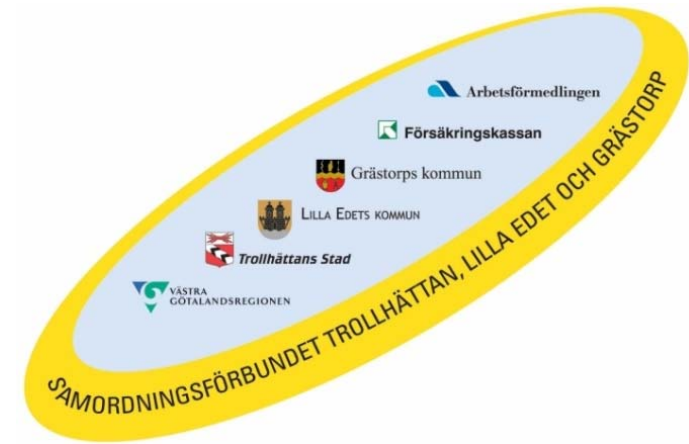 Arbetsförmedlingen
Försäkringskassan
Grästorps kommun
LILLA EDETS KOMMUN
Trollhättans Stad
VÄSTRA
GÖTALANDSREGIONEN
SAMORDNINGSFÖRBUNDET TROLLHÄTTAN, LILLA EDET OCH GRÄSTORP